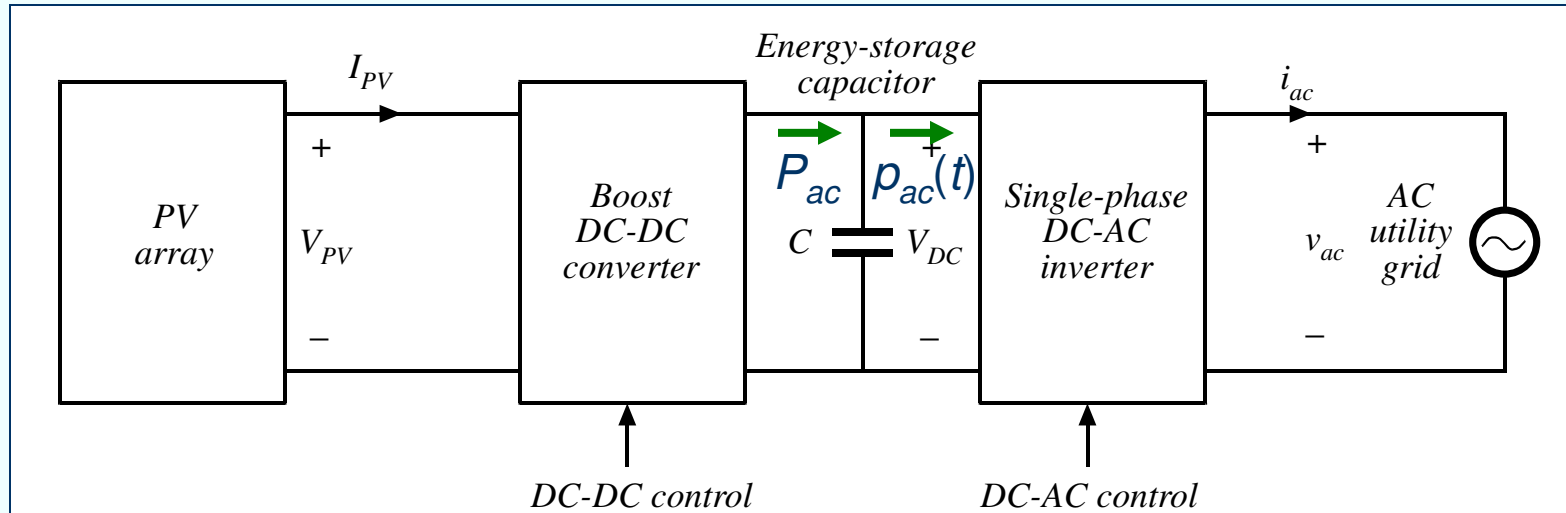 Energy-storage
capacitor
I_PV
i_ac
PV
array
+
V_PV
−
Boost
DC-DC
converter
P_ac
p_ac(t)
C
+
V_DC
−
Single-phase
DC-AC
inverter
+
v_ac
−
AC
utility
grid
DC-DC control
DC-AC control